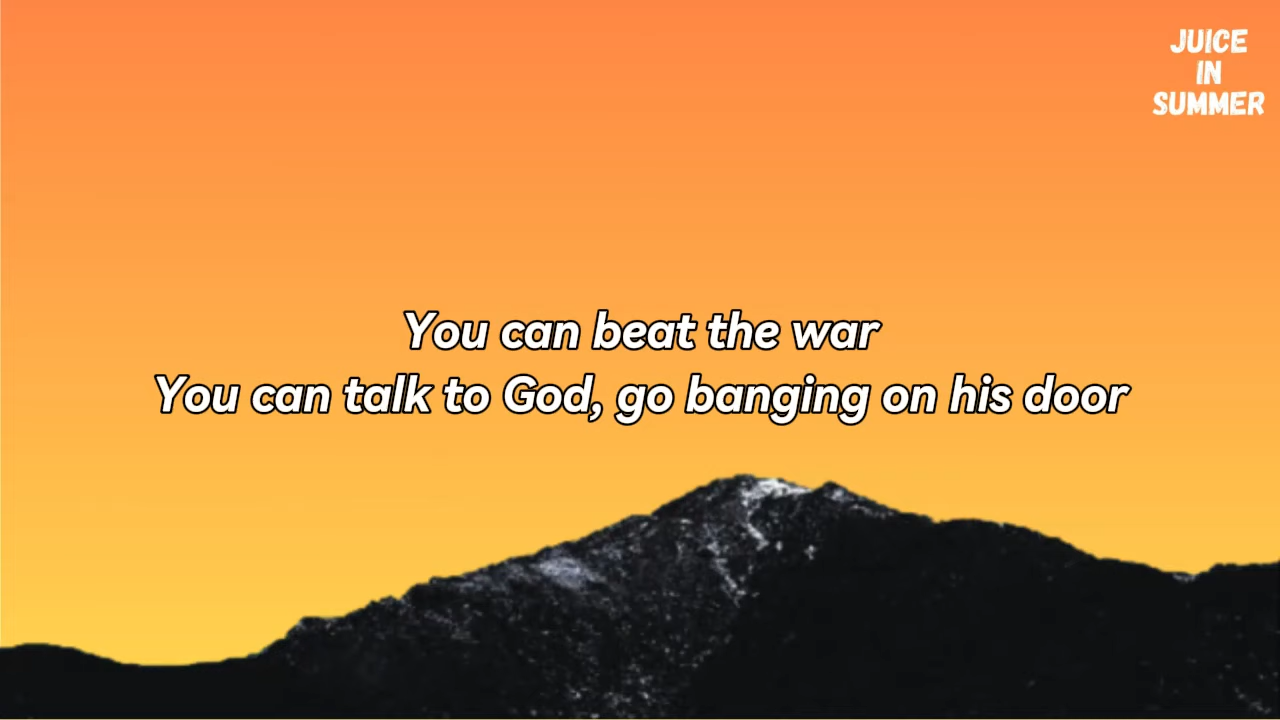 JUICE
IN
SUMMER
You can beat the war
You can talk to God, go banging on his door